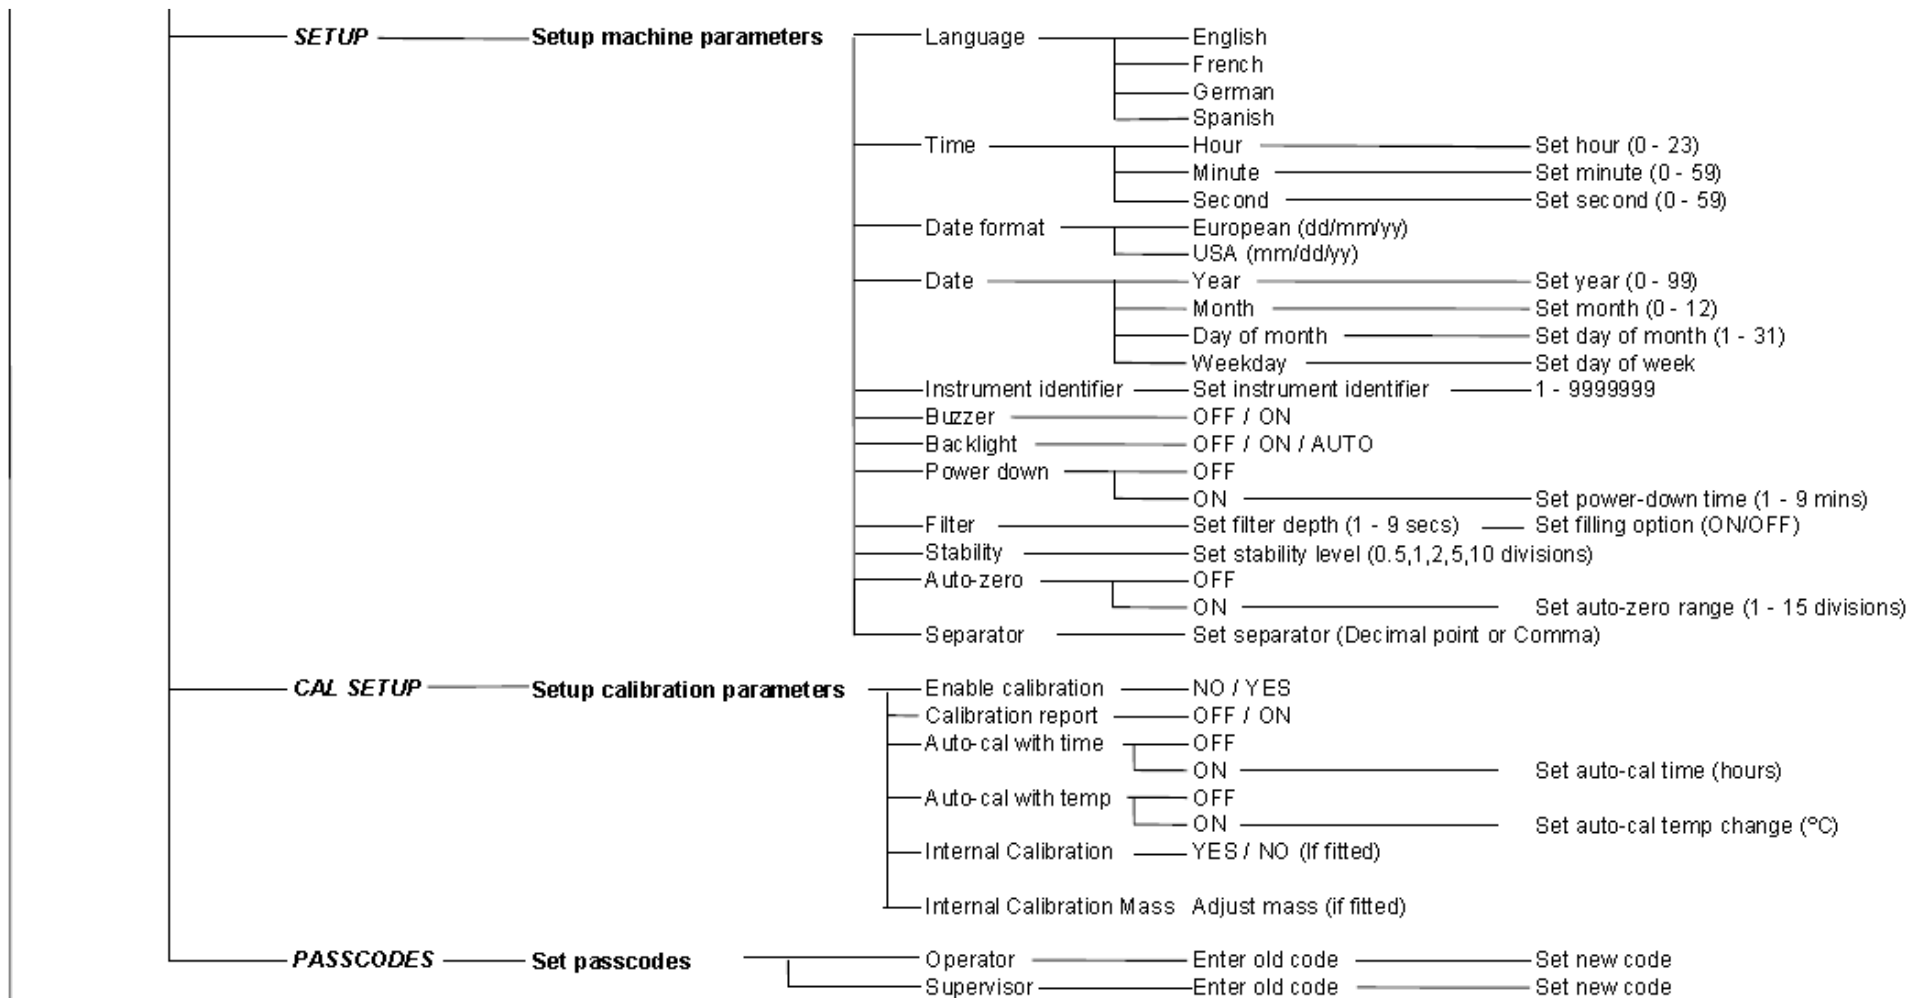 SETUP Setup machine parameters Language English
French
German
Spanish
Time Hour Set hour (0 - 23)
Minute Set minute (0 - 59)
Second Set second (0 - 59)
Date format European (dd/mm/yy)
USA (mm/dd/yy)
Date Year Set year (0 - 99)
Month Set month (0 - 12)
Day of month Set day of month (1 - 31)
Weekday Set day of week
Instrument identifier Set instrument identifier 1 - 9999999
Buzzer OFF / ON
Backlight OFF / ON / AUTO
Power down OFF
ON Set power-down time (1 - 9 mins)
Filter Set filter depth (1 - 9 secs) Set filling option (ON/OFF)
Stability Set stability level (0.5,1,2,5,10 divisions)
Auto-zero OFF
ON Set auto-zero range (1 - 15 divisions)
Separator Set separator (Decimal point or Comma)
CAL SETUP Setup calibration parameters Enable calibration NO / YES
Calibration report OFF / ON
Auto-cal with time OFF
ON Set auto-cal time (hours)
Auto-cal with temp OFF
ON Set auto-cal temp change (ºC)
Internal Calibration YES / NO (If fitted)
Internal Calibration Mass Adjust mass (if fitted)
PASSCODES Set passcodes Operator Enter old code Set new code
Supervisor Enter old code Set new code